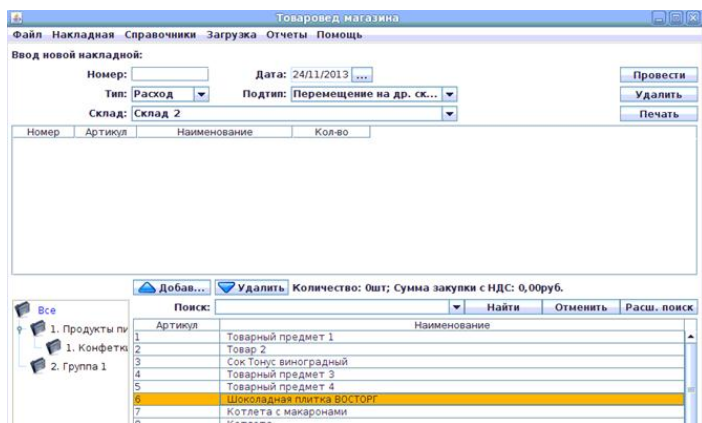 Товаровед магазина
Файл Накладная Справочники Загрузка Отчеты Помощь
Ввод новой накладной:
Номер: Дата: 24/11/2013 ... Провести
Тип: Расход Подтип: Перемещение на др. ск... Удалить
Склад: Склад 2 Печать
Номер Артикул Наименование Кол-во
Добав... Удалить Количество: 0шт; Сумма закупки с НДС: 0,00руб.
Все Поиск: Найти Отменить Расш. поиск
Артикул Наименование
1. Продукты пи
1 Товарный предмет 1
1. Конфетки
2 Товар 2
2. Группа 1
3 Сок Тонус виноградный
4 Товарный предмет 3
5 Товарный предмет 4
6 Шоколадная плитка ВОСТОРГ
7 Котлета с макаронами